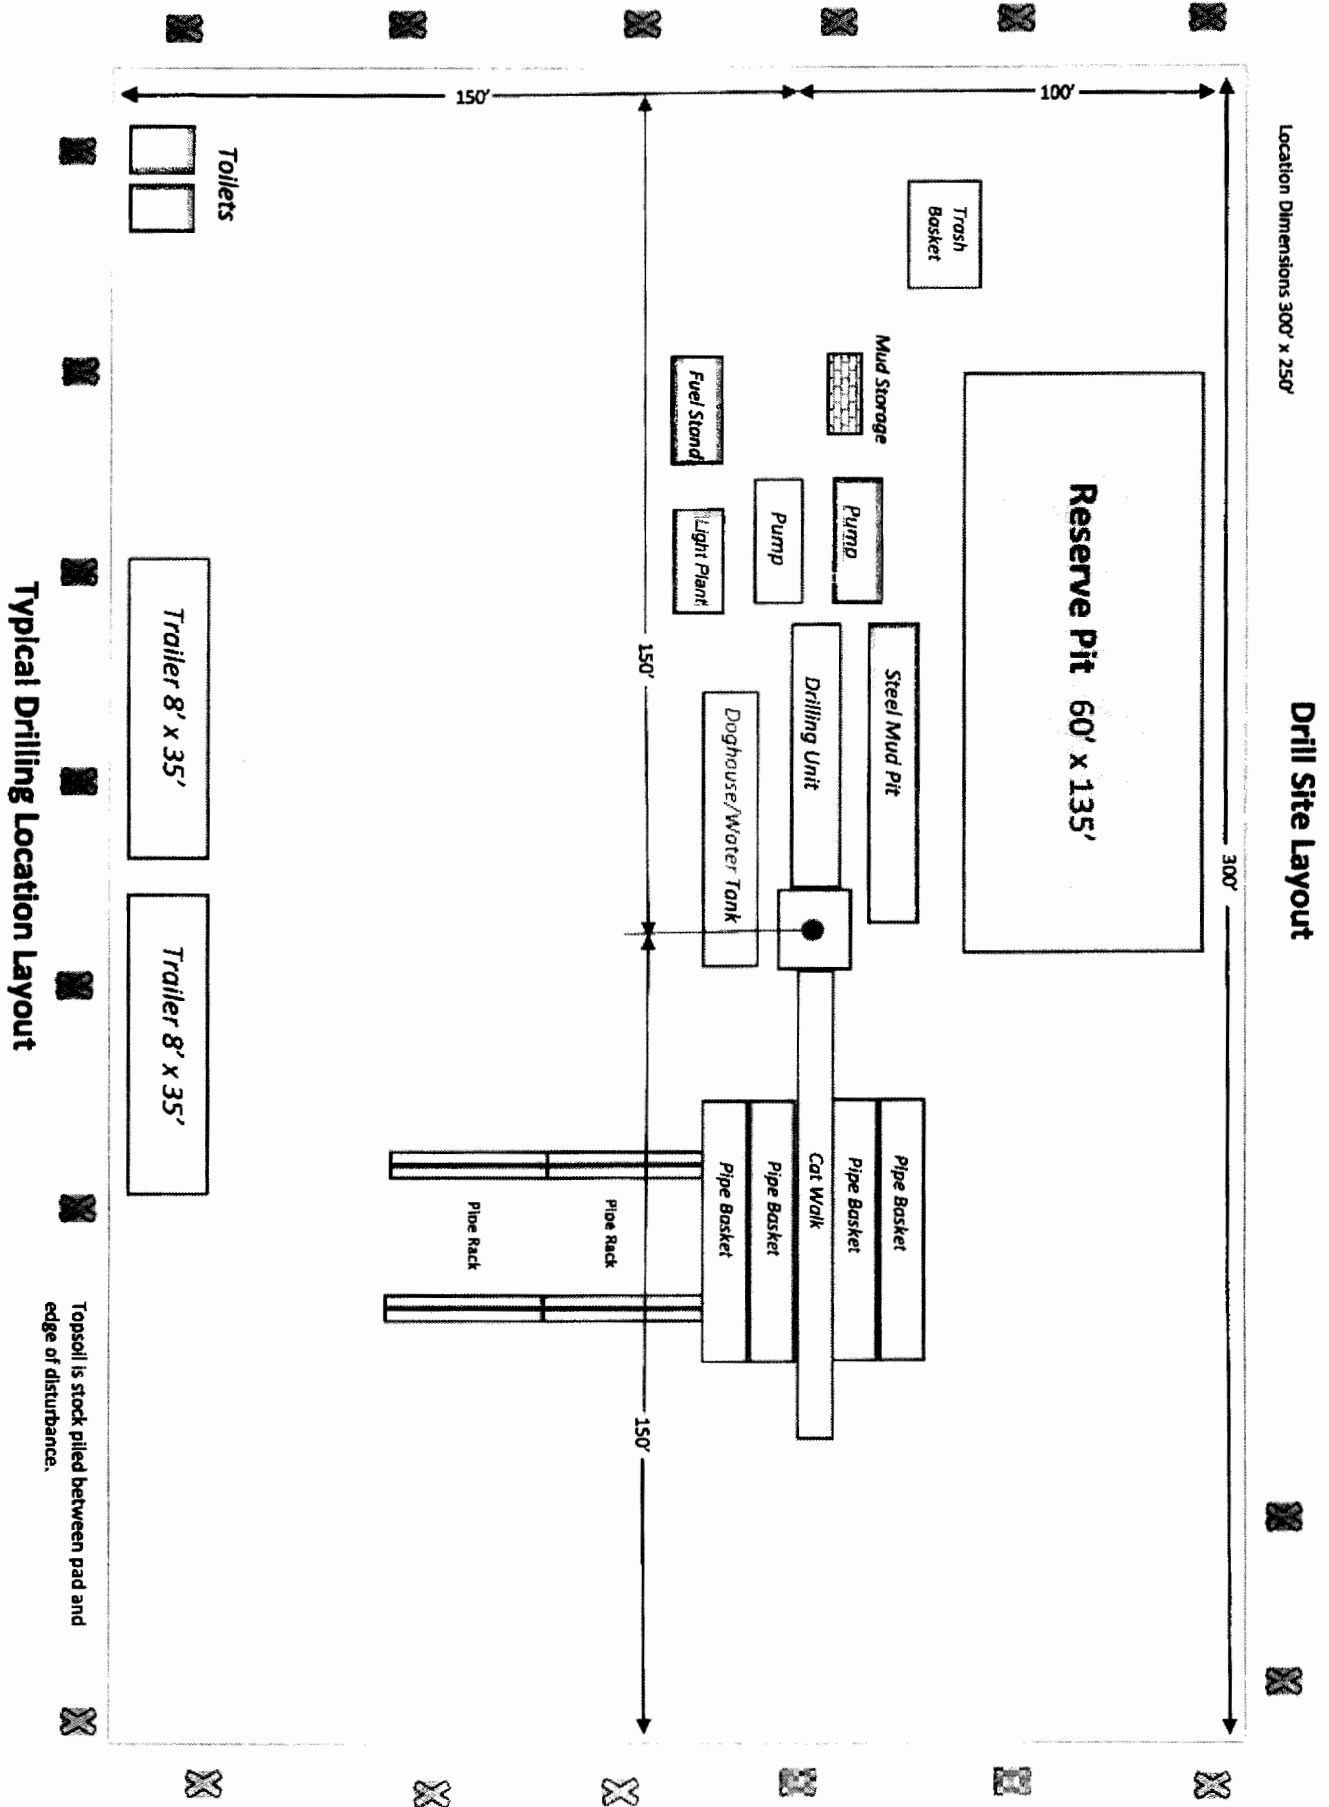 Drill Site Layout
Location Dimensions 300' x 250'
300'
100'
150'
Reserve Pit 60' x 135'
Trash
Basket
Mud Storage
Pump
Steel Mud Pit
Pump
Drilling Unit
Fuel Stand
Light Plant
Doghouse/Water Tank
Pipe Basket
Pipe Basket
Cat Walk
Pipe Basket
Pipe Basket
150'
150'
Pipe Rack
Pipe Rack
Toilets
Trailer 8' x 35'
Trailer 8' x 35'
Topsoil is stock piled between pad and
edge of disturbance.
Typical Drilling Location Layout